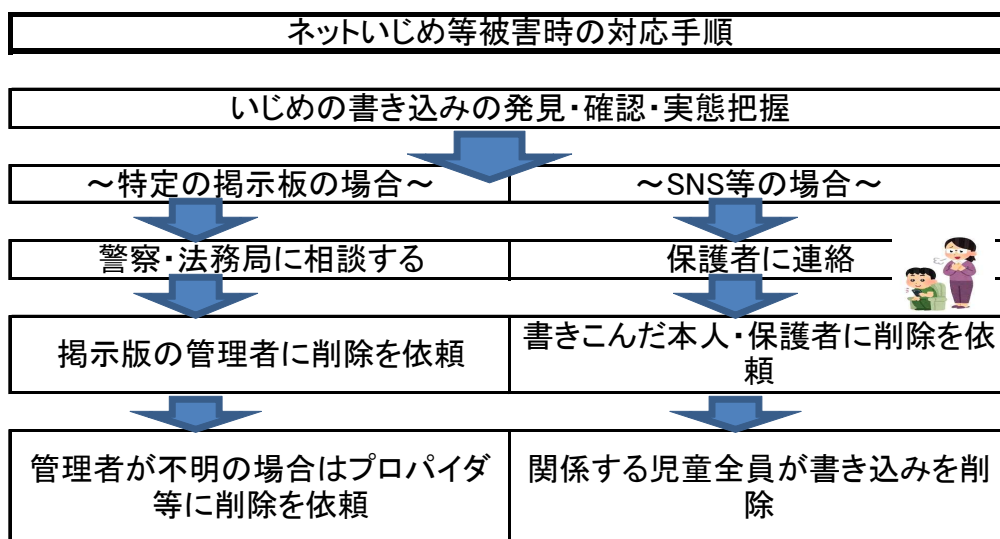 ネットいじめ等被害時の対応手順
いじめの書き込みの発見・確認・実態把握
～特定の掲示板の場合～
～SNS等の場合～
警察・法務局に相談する
保護者に連絡
掲示版の管理者に削除を依頼
書きこんだ本人・保護者に削除を依
頼
管理者が不明の場合はプロパイダ
等に削除を依頼
関係する児童全員が書き込みを削
除